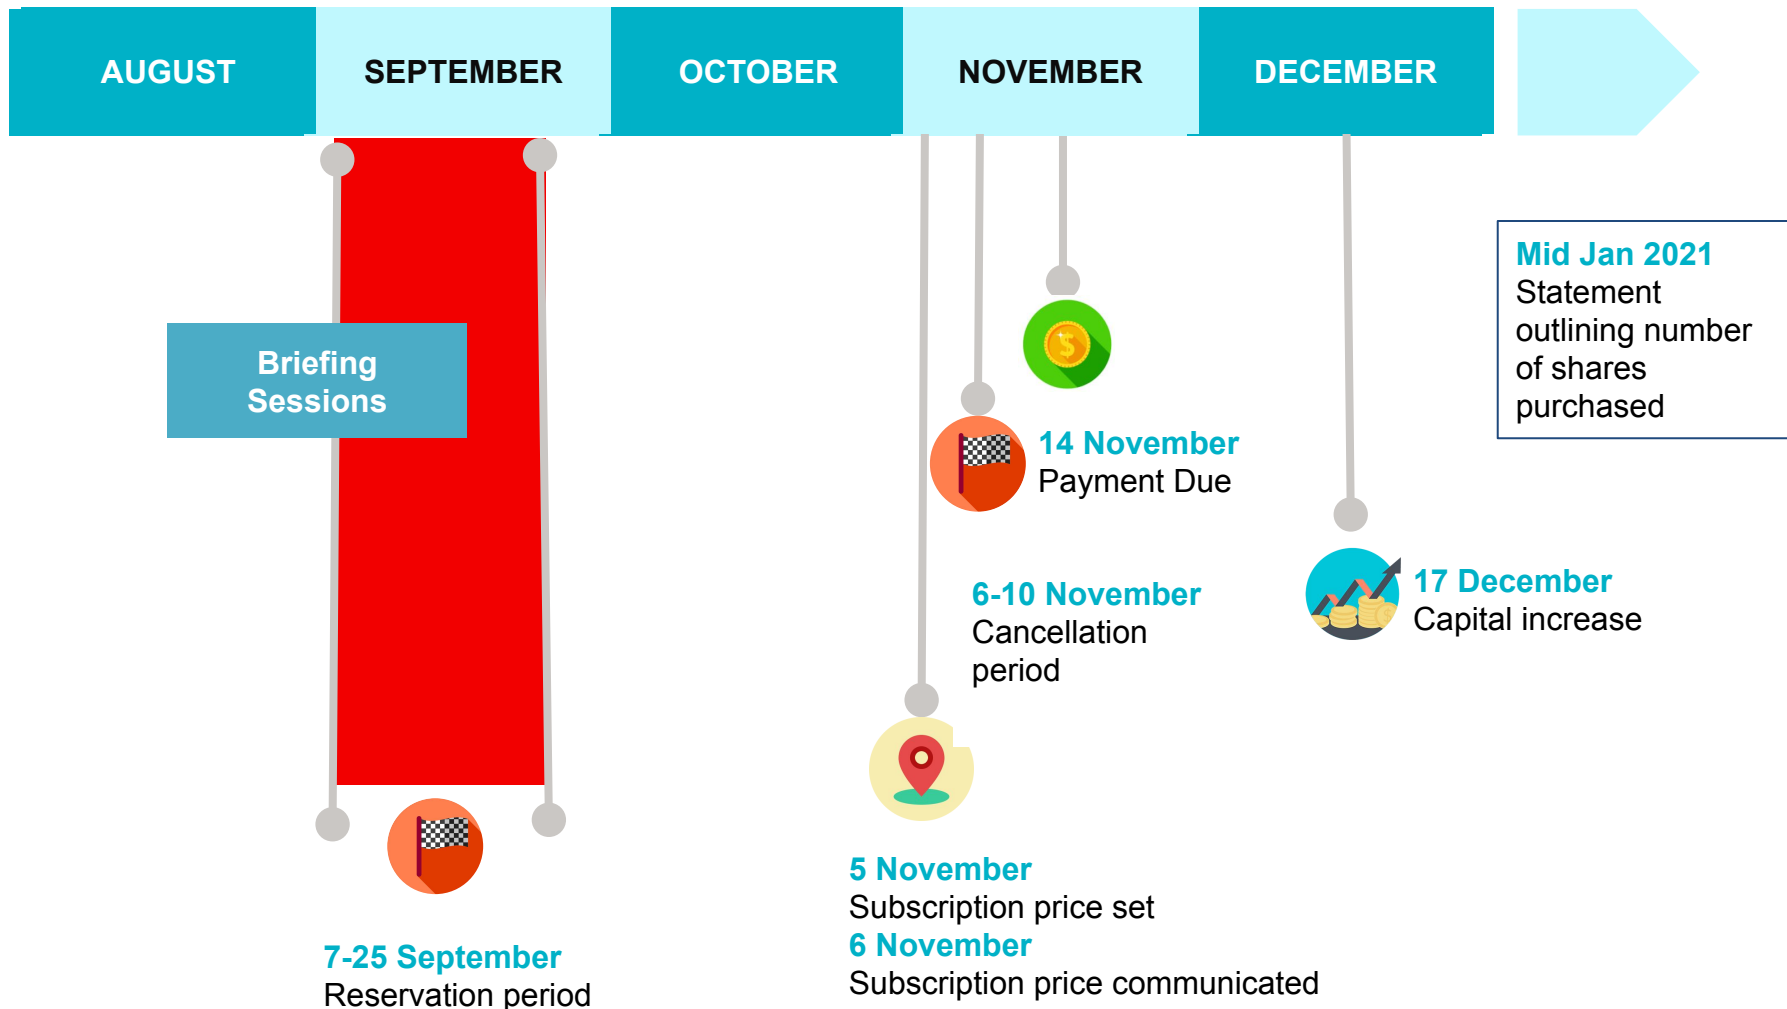 AUGUST
SEPTEMBER
OCTOBER
NOVEMBER
DECEMBER
Briefing
Sessions
Mid Jan 2021
Statement
outlining number
of shares
purchased
14 November
Payment Due
6-10 November
Cancellation
period
17 December
Capital increase
5 November
Subscription price set
6 November
Subscription price communicated
7-25 September
Reservation period